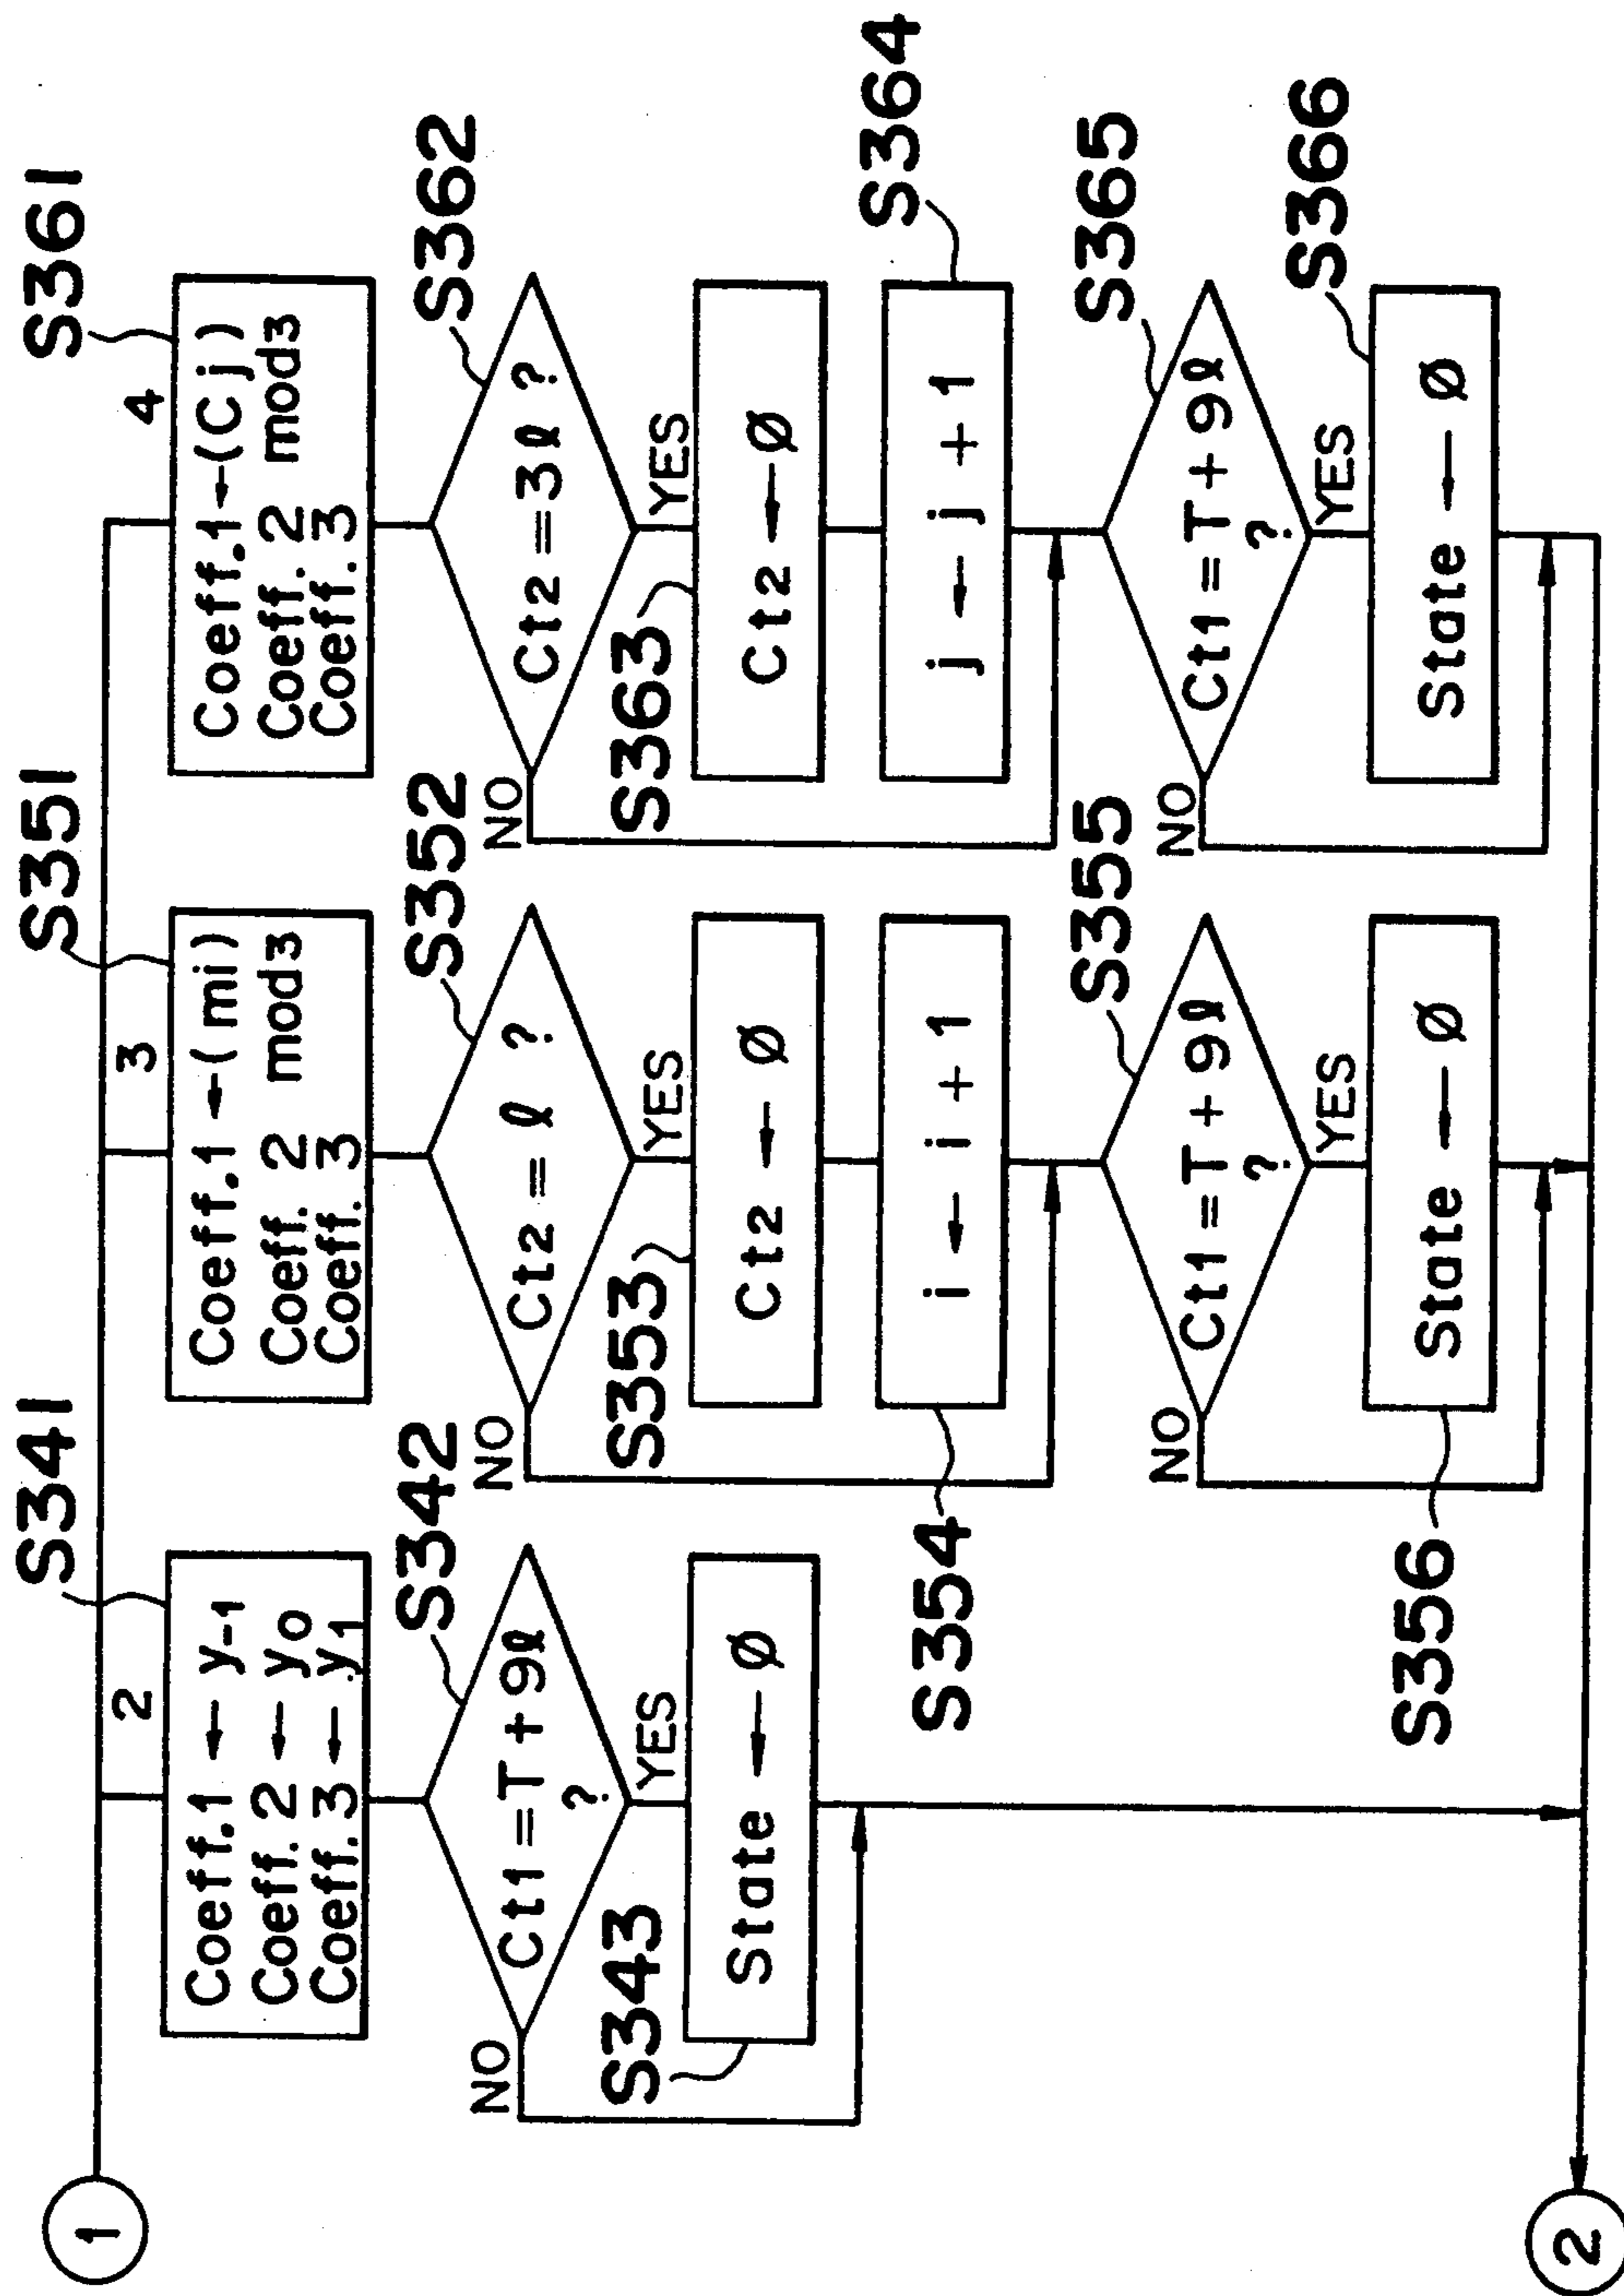 1
S341
2
Coeff.1 ← y-1
Coeff. 2 ← y0
Coeff.3 ← y1
S342
Ct1 = T + 9ℓ
?
NO
YES
S343
State ← Ø
S351
3
Coeff.1 ← (mi)
Coeff. 2 mod3
Coeff. 3
S352
Ct2 = ℓ ?
NO
YES
S353
Ct2 ← Ø
S354
i ← i + 1
S355
Ct1 = T + 9ℓ
?
NO
YES
S356
State ← Ø
S361
4
Coeff.1 ← (Cj)
Coeff. 2 mod3
Coeff. 3
S362
Ct2 = 3ℓ ?
NO
YES
S363
Ct2 ← Ø
S364
j ← j + 1
S365
Ct1 = T + 9ℓ
?
NO
YES
S366
State ← Ø
2